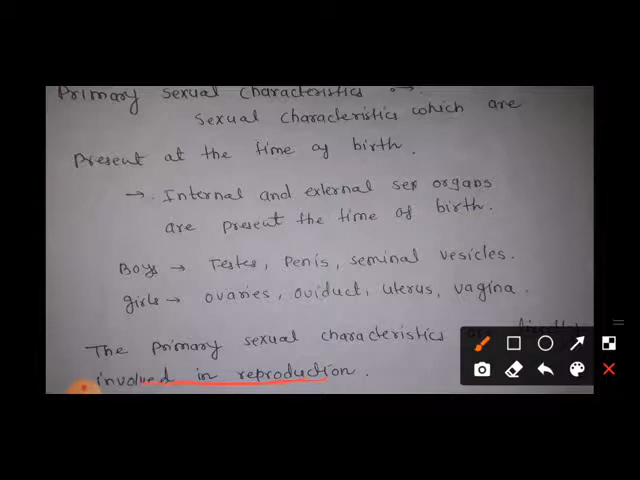 Primary sexual characteristics :→
sexual characteristics which are
Present at the time of birth.
→ Internal and external sex organs
are present the time of birth.
Boys → Testes, Penis, seminal vesicles.
girls → ovaries, oviduct, uterus, vagina.
The primary sexual characteristics
involved in reproduction.